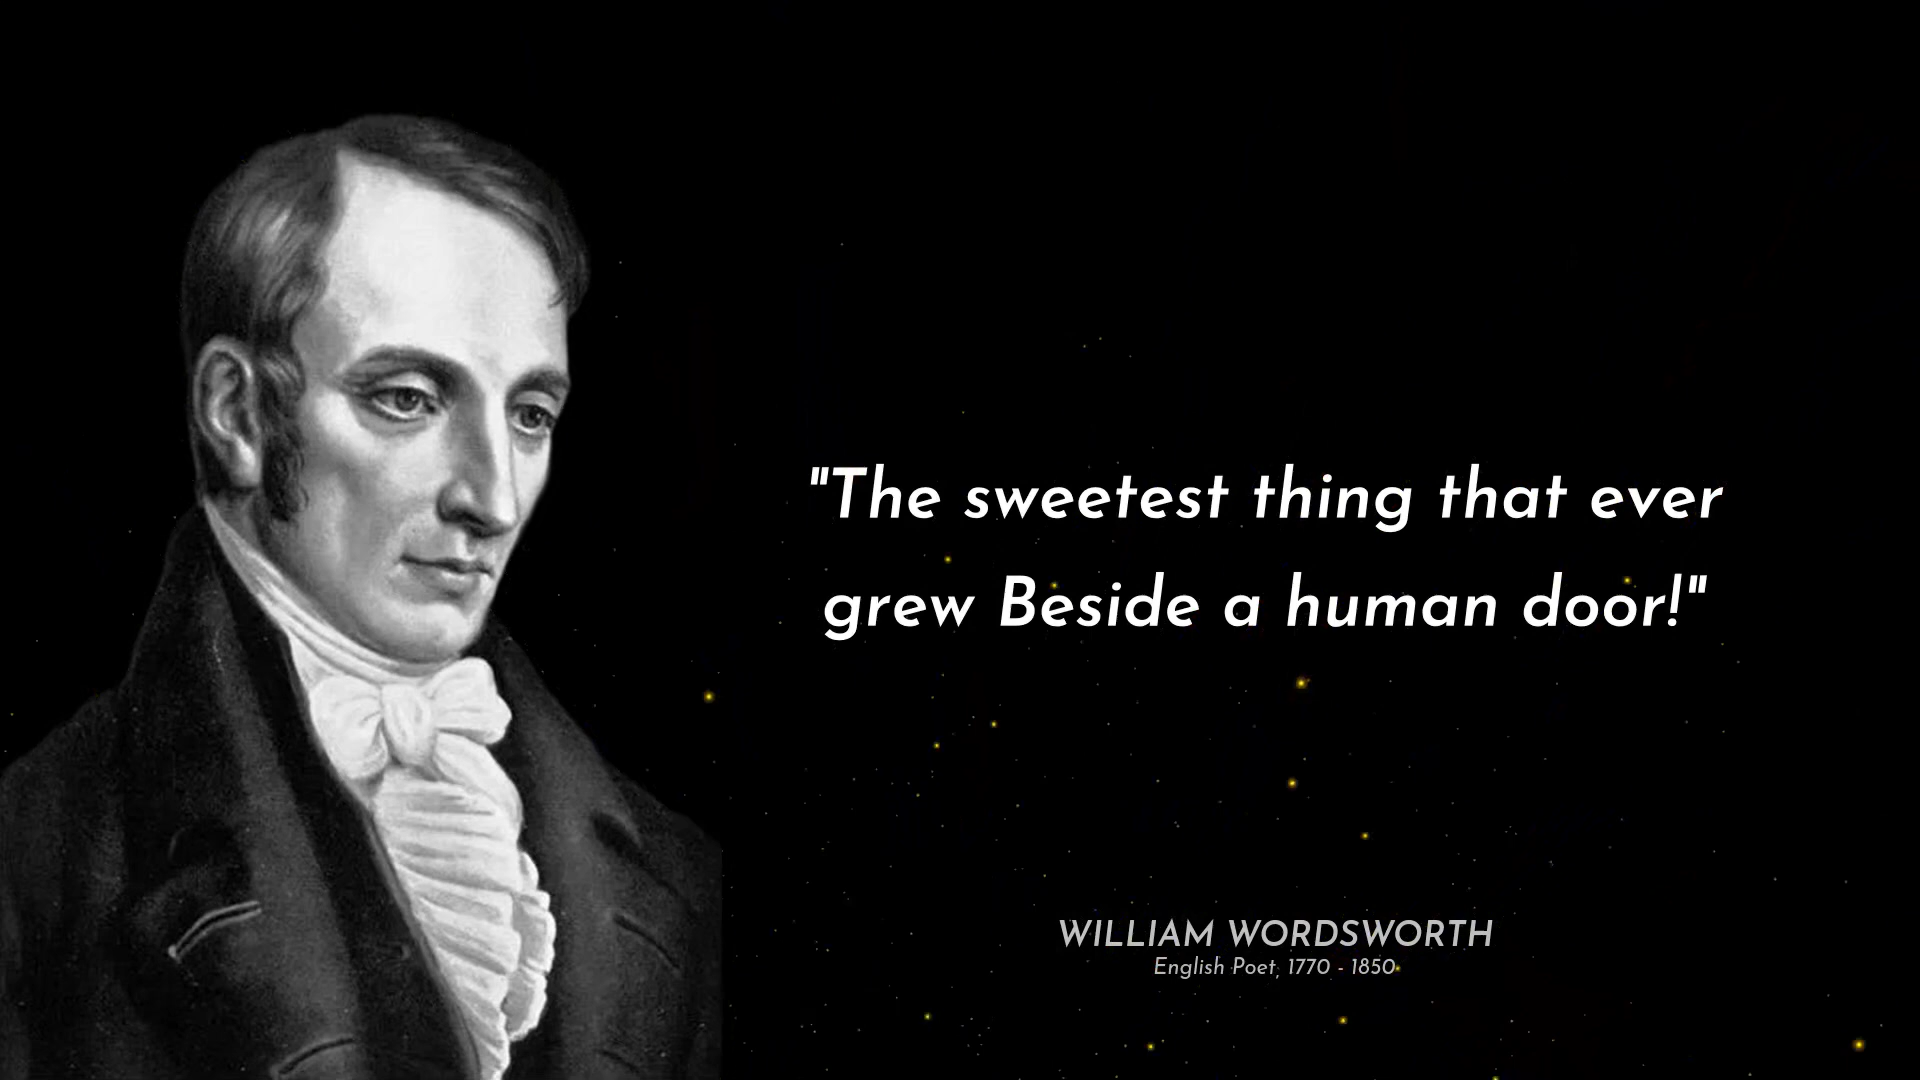 "The sweetest thing that ever
grew Beside a human door!"
WILLIAM WORDSWORTH
English Poet, 1770 - 1850